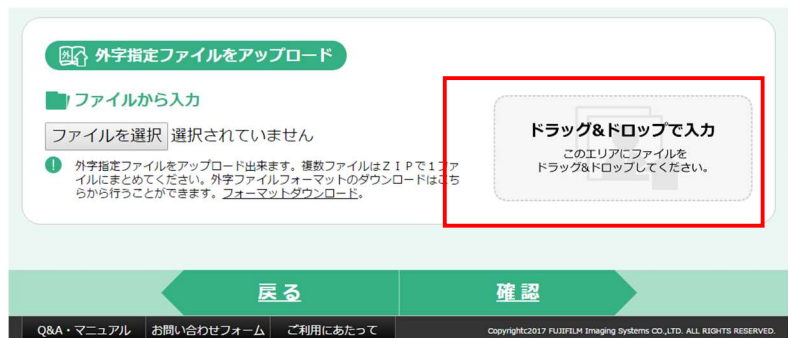 外字 外字指定ファイルをアップロード
ファイルから入力
ファイルを選択 選択されていません
! 外字指定ファイルをアップロード出来ます。複数ファイルはＺＩＰで１ファ
イルにまとめてください。外字ファイルフォーマットのダウンロードはこち
らから行うことができます。フォーマットダウンロード。
ドラッグ&ドロップで入力
このエリアにファイルを
ドラッグ&ドロップしてください。
戻る
確認
Q&A・マニュアル お問い合わせフォーム ご利用にあたって
Copyrightc2017 FUJIFILM Imaging Systems CO.,LTD. ALL RIGHTS RESERVED.